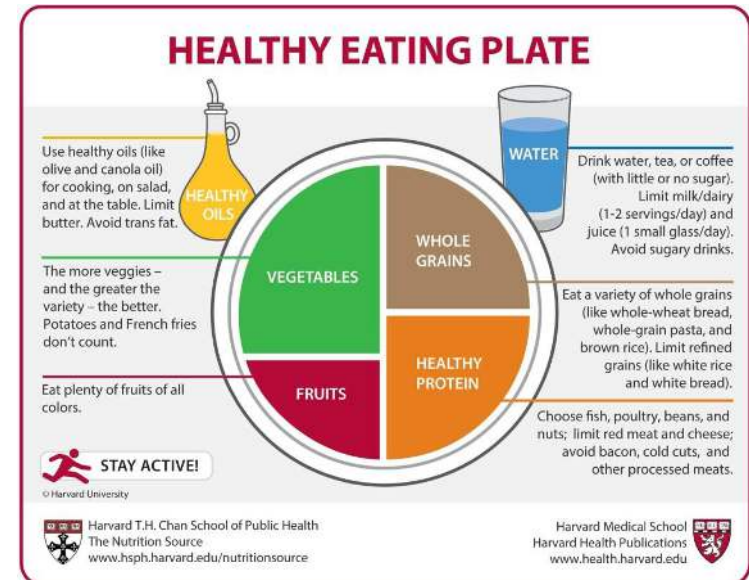 HEALTHY EATING PLATE
Use healthy oils (like
olive and canola oil)
for cooking, on salad,
and at the table. Limit
butter. Avoid trans fat.
HEALTHY
OILS
The more veggies –
and the greater the
variety – the better.
Potatoes and French fries
don't count.
Eat plenty of fruits of all
colors.
VEGETABLES
FRUITS
WHOLE
GRAINS
HEALTHY
PROTEIN
WATER
Drink water, tea, or coffee
(with little or no sugar).
Limit milk/dairy
(1-2 servings/day) and
juice (1 small glass/day).
Avoid sugary drinks.
Eat a variety of whole grains
(like whole-wheat bread,
whole-grain pasta, and
brown rice). Limit refined
grains (like white rice
and white bread).
Choose fish, poultry, beans, and
nuts; limit red meat and cheese;
avoid bacon, cold cuts, and
other processed meats.
STAY ACTIVE!
© Harvard University
Harvard T.H. Chan School of Public Health
The Nutrition Source
www.hsph.harvard.edu/nutritionsource
Harvard Medical School
Harvard Health Publications
www.health.harvard.edu